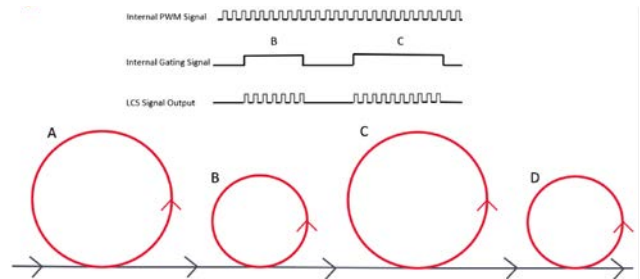 Internal PWM Signal
B
C
Internal Gating Signal
LCS Signal Output
A
B
C
D